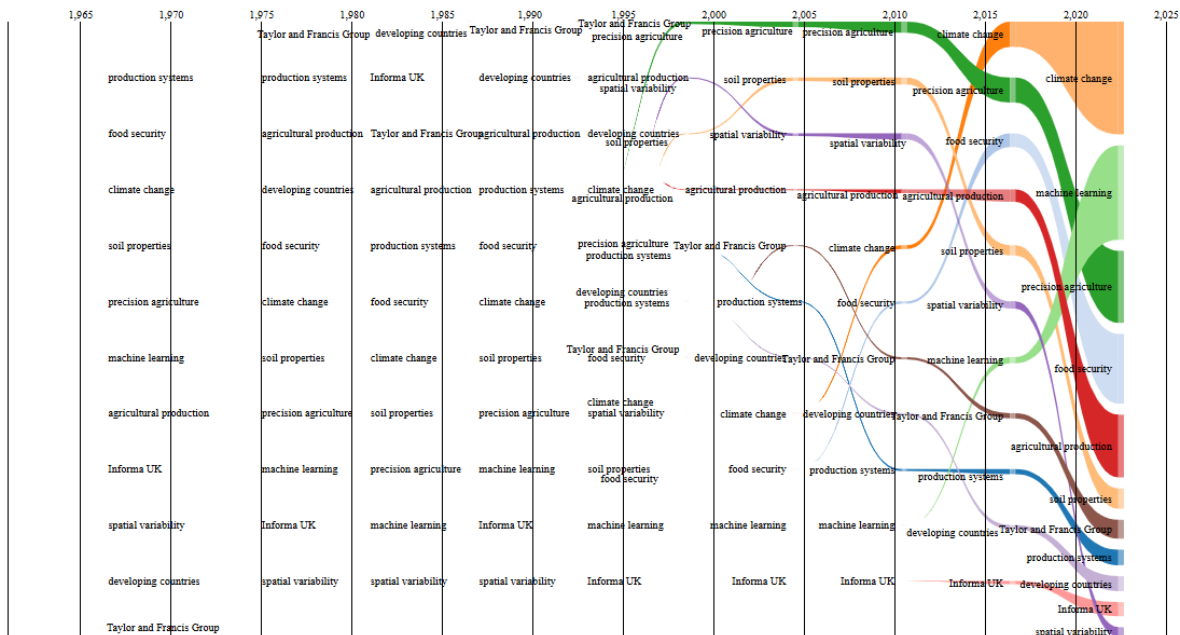 1,965 1,970 1,975 1,980 1,985 1,990 1,995 2,000 2,005 2,010 2,015 2,020 2,025
Taylor and Francis Group developing countries Taylor and Francis Group Taylor and Francis Group precision agriculture precision agriculture climate change
precision agriculture
production systems production systems Informa UK developing countries agricultural production soil properties soil properties precision agriculture climate change
spatial variability
food security agricultural production Taylor and Francis Group agricultural production developing countries spatial variability spatial variability food security
soil properties
climate change developing countries agricultural production production systems climate change agricultural production agricultural production agricultural production machine learning
agricultural production
soil properties food security production systems food security precision agriculture Taylor and Francis Group climate change soil properties
production systems
precision agriculture climate change food security climate change developing countries production systems food security spatial variability precision agriculture
production systems
machine learning soil properties climate change soil properties Taylor and Francis Group developing countries Taylor and Francis Group machine learning food security
food security
climate change
agricultural production precision agriculture soil properties precision agriculture spatial variability climate change developing countries Taylor and Francis Group
agricultural production
Informa UK machine learning precision agriculture machine learning soil properties food security production systems production systems
food security
soil properties
spatial variability Informa UK machine learning Informa UK machine learning machine learning machine learning developing countries Taylor and Francis Group
production systems
developing countries spatial variability spatial variability spatial variability Informa UK Informa UK Informa UK Informa UK developing countries
Informa UK
Taylor and Francis Group spatial variability